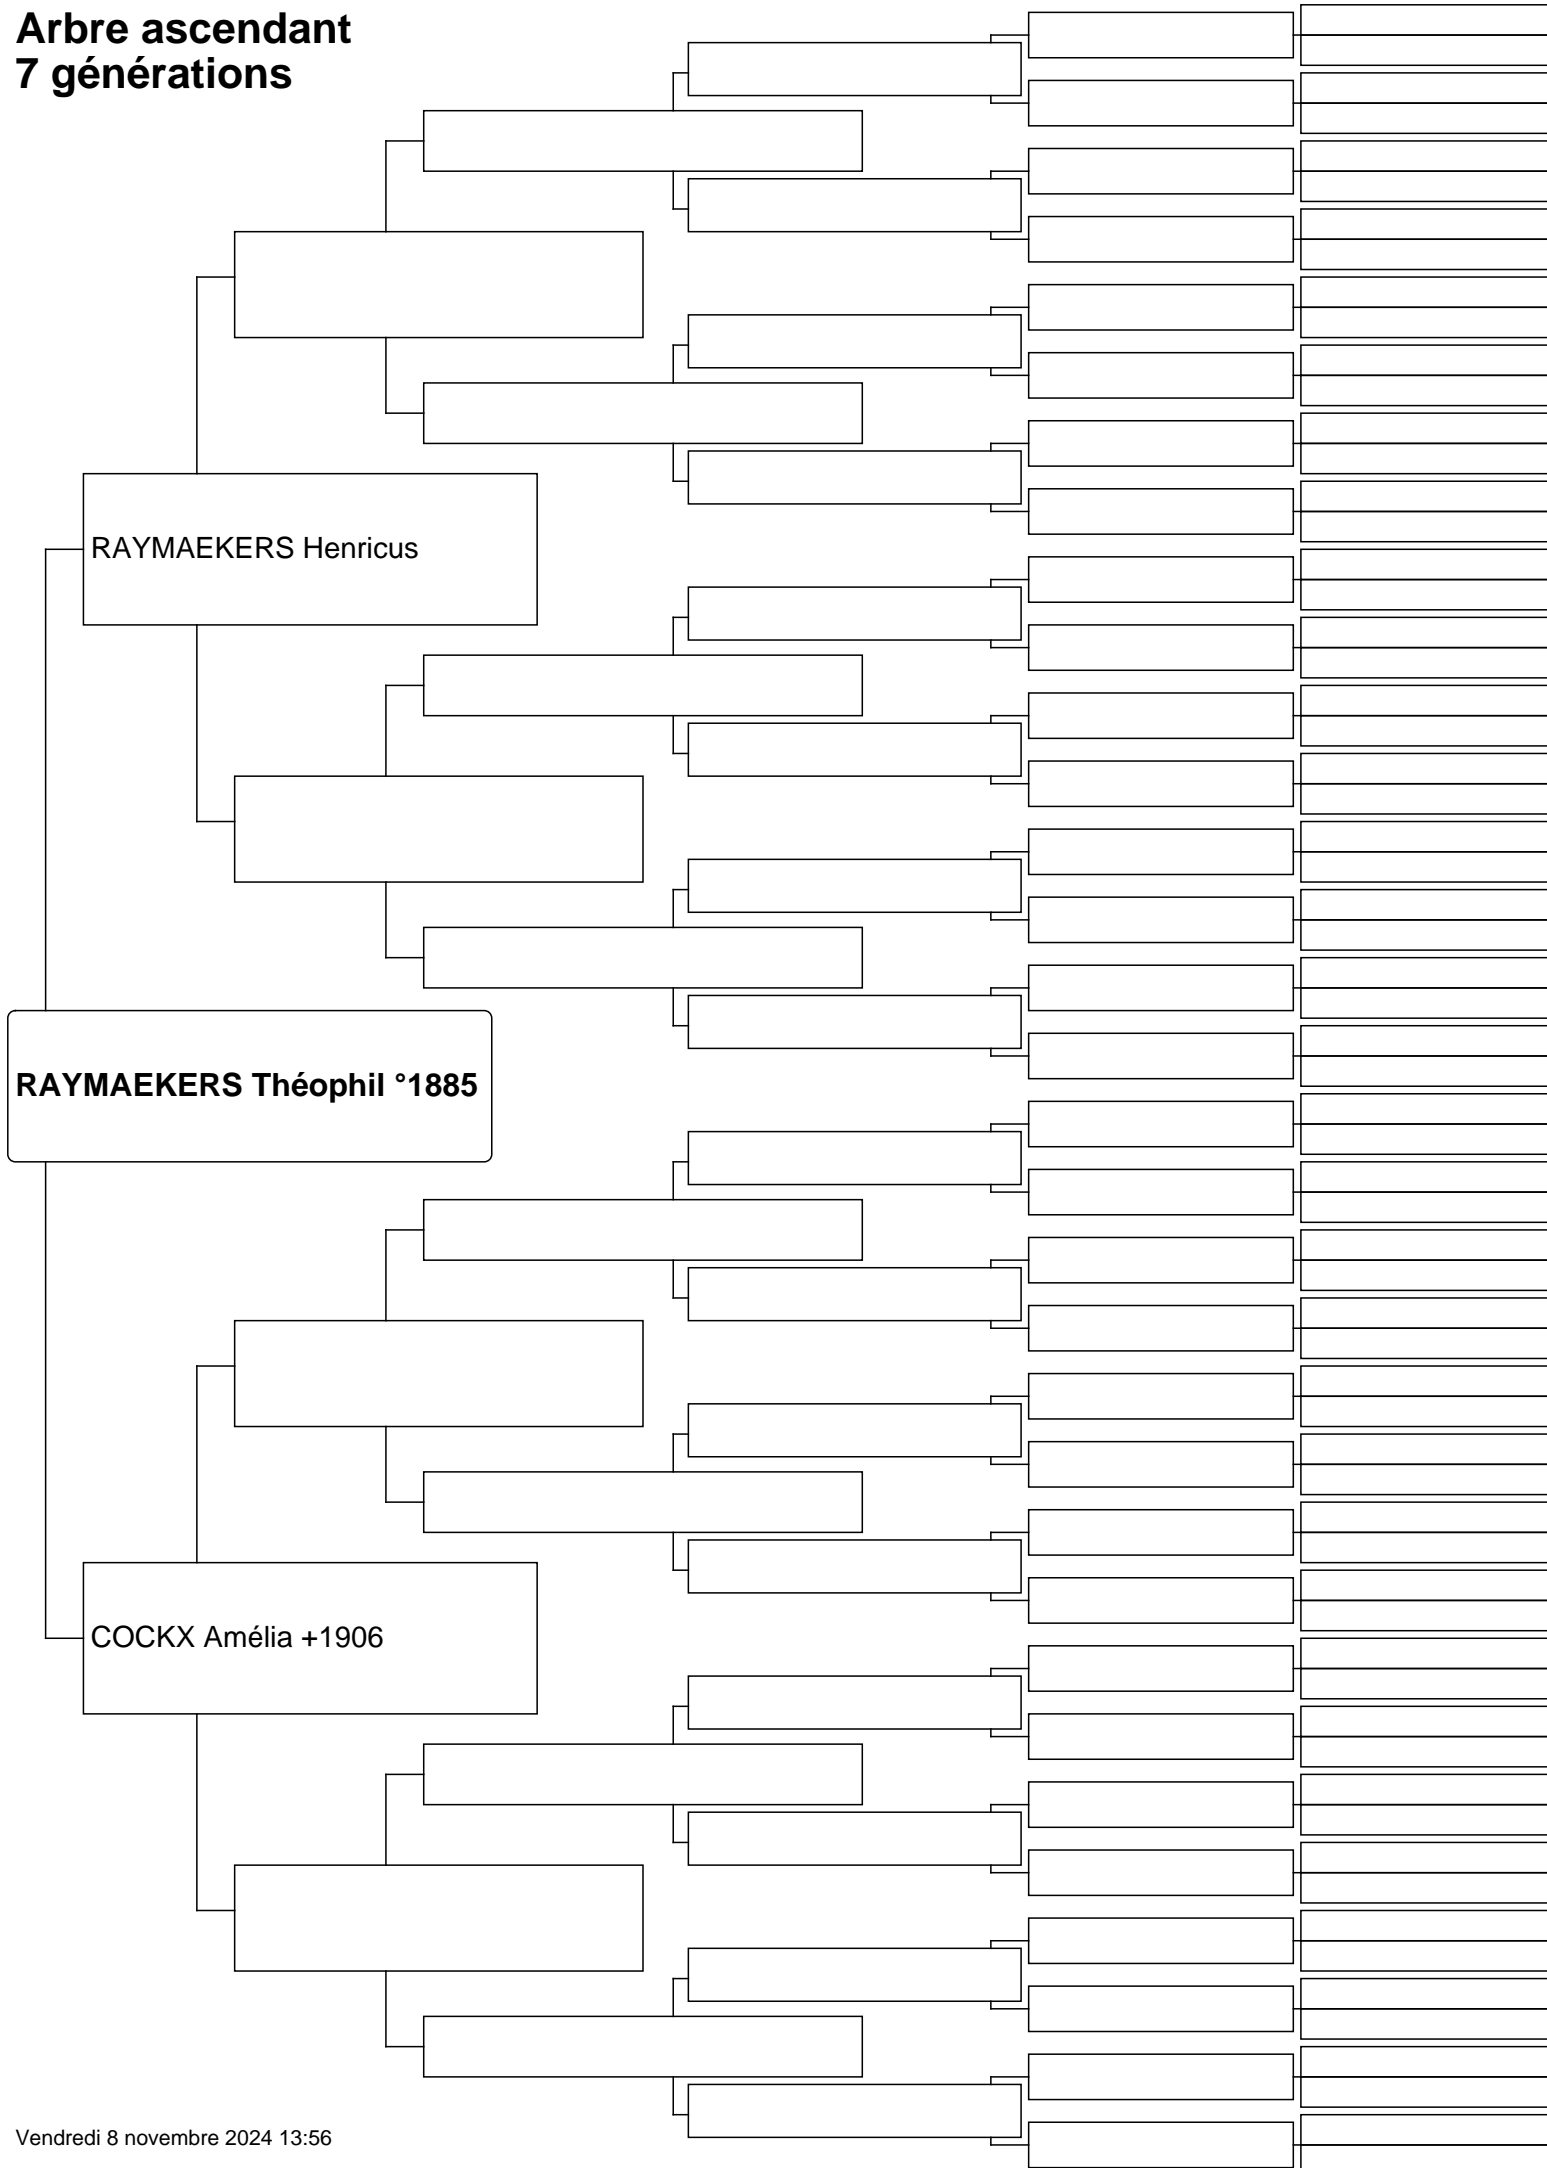 Arbre ascendant
7 générations
RAYMAEKERS Henricus
RAYMAEKERS Théophil °1885
COCKX Amélia +1906
Vendredi 8 novembre 2024 13:56